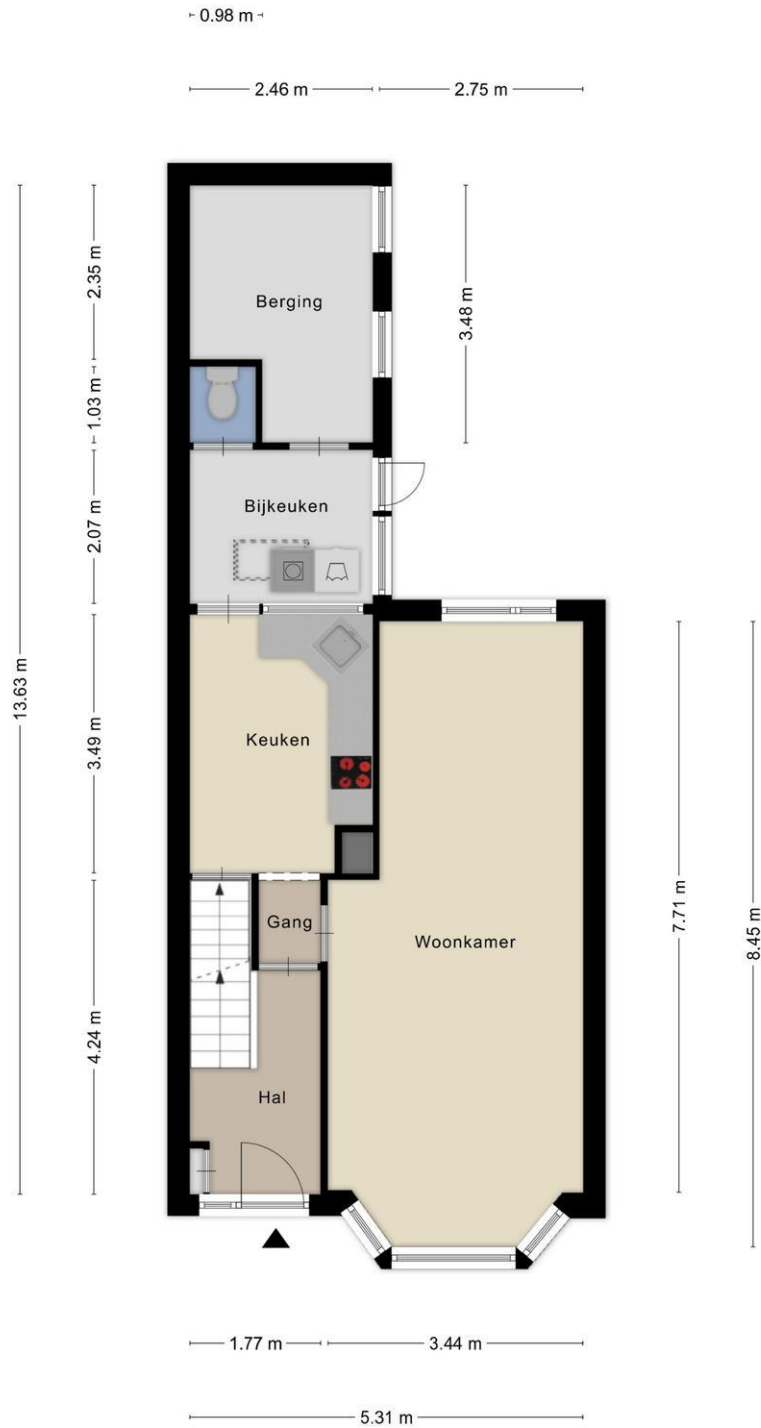 0.98 m
2.46 m
2.75 m
2.35 m
3.48 m
Berging
1.03 m
Bijkeuken
2.07 m
13.63 m
Keuken
3.49 m
7.71 m
8.45 m
Gang
Woonkamer
4.24 m
Hal
1.77 m
3.44 m
5.31 m